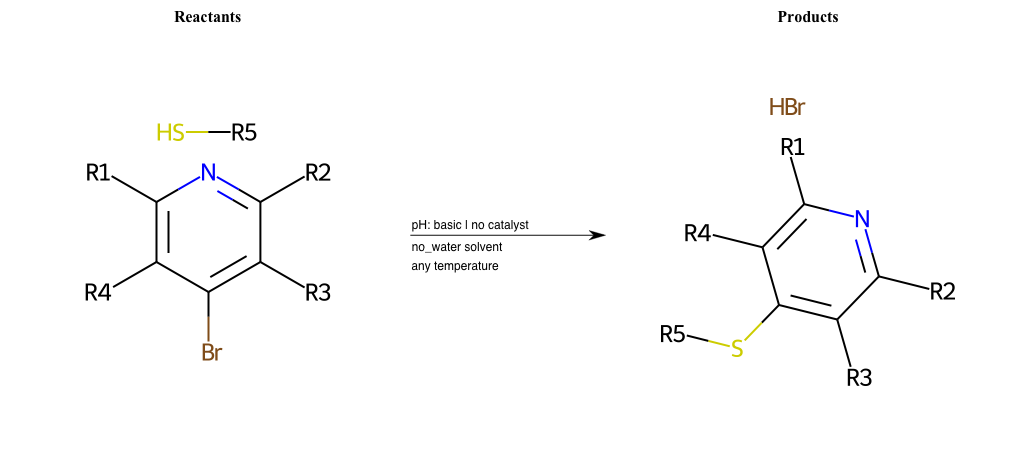 Reactants
Products
HBr
HS
R5
R1
N
R2
R4
R3
Br
pH: basic | no catalyst
no_water solvent
any temperature
R1
N
R4
R2
R5
S
R3